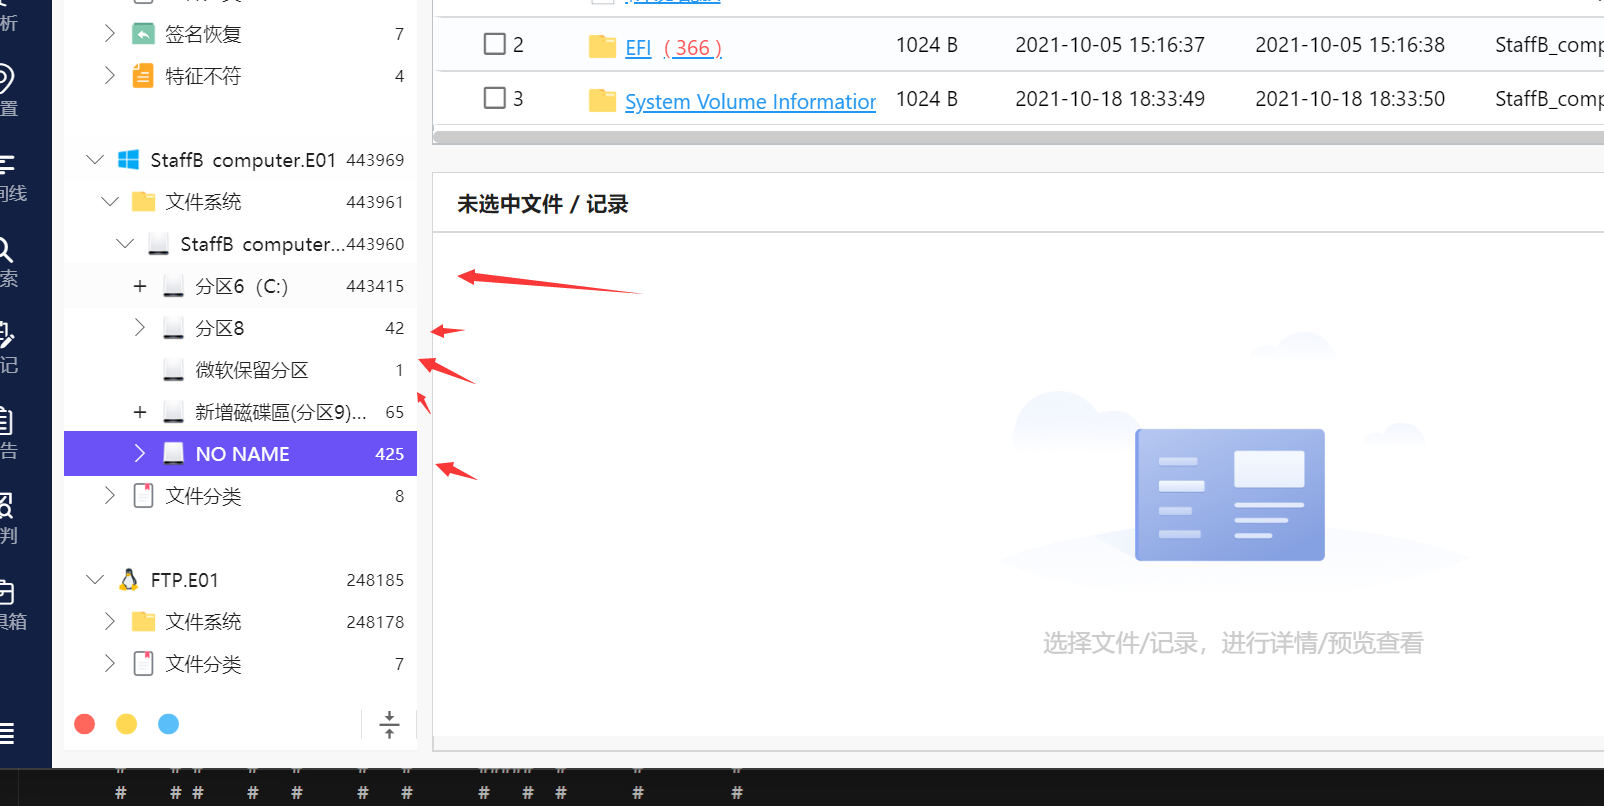 析
签名恢复 7
特征不符 4
置
间线
索
记
告
判
具箱
StaffB computer.E01 443969
文件系统 443961
StaffB computer... 443960
分区6 (C:) 443415
分区8 42
微软保留分区 1
新增磁碟區(分区9)... 65
NO NAME 425
文件分类 8
FTP.E01 248185
文件系统 248178
文件分类 7
2 EFI ( 366 ) 1024 B 2021-10-05 15:16:37 2021-10-05 15:16:38 StaffB_comp
3 System Volume Information 1024 B 2021-10-18 18:33:49 2021-10-18 18:33:50 StaffB_comp
未选中文件 / 记录
选择文件/记录，进行详情/预览查看
# # # # # # # # # # # #